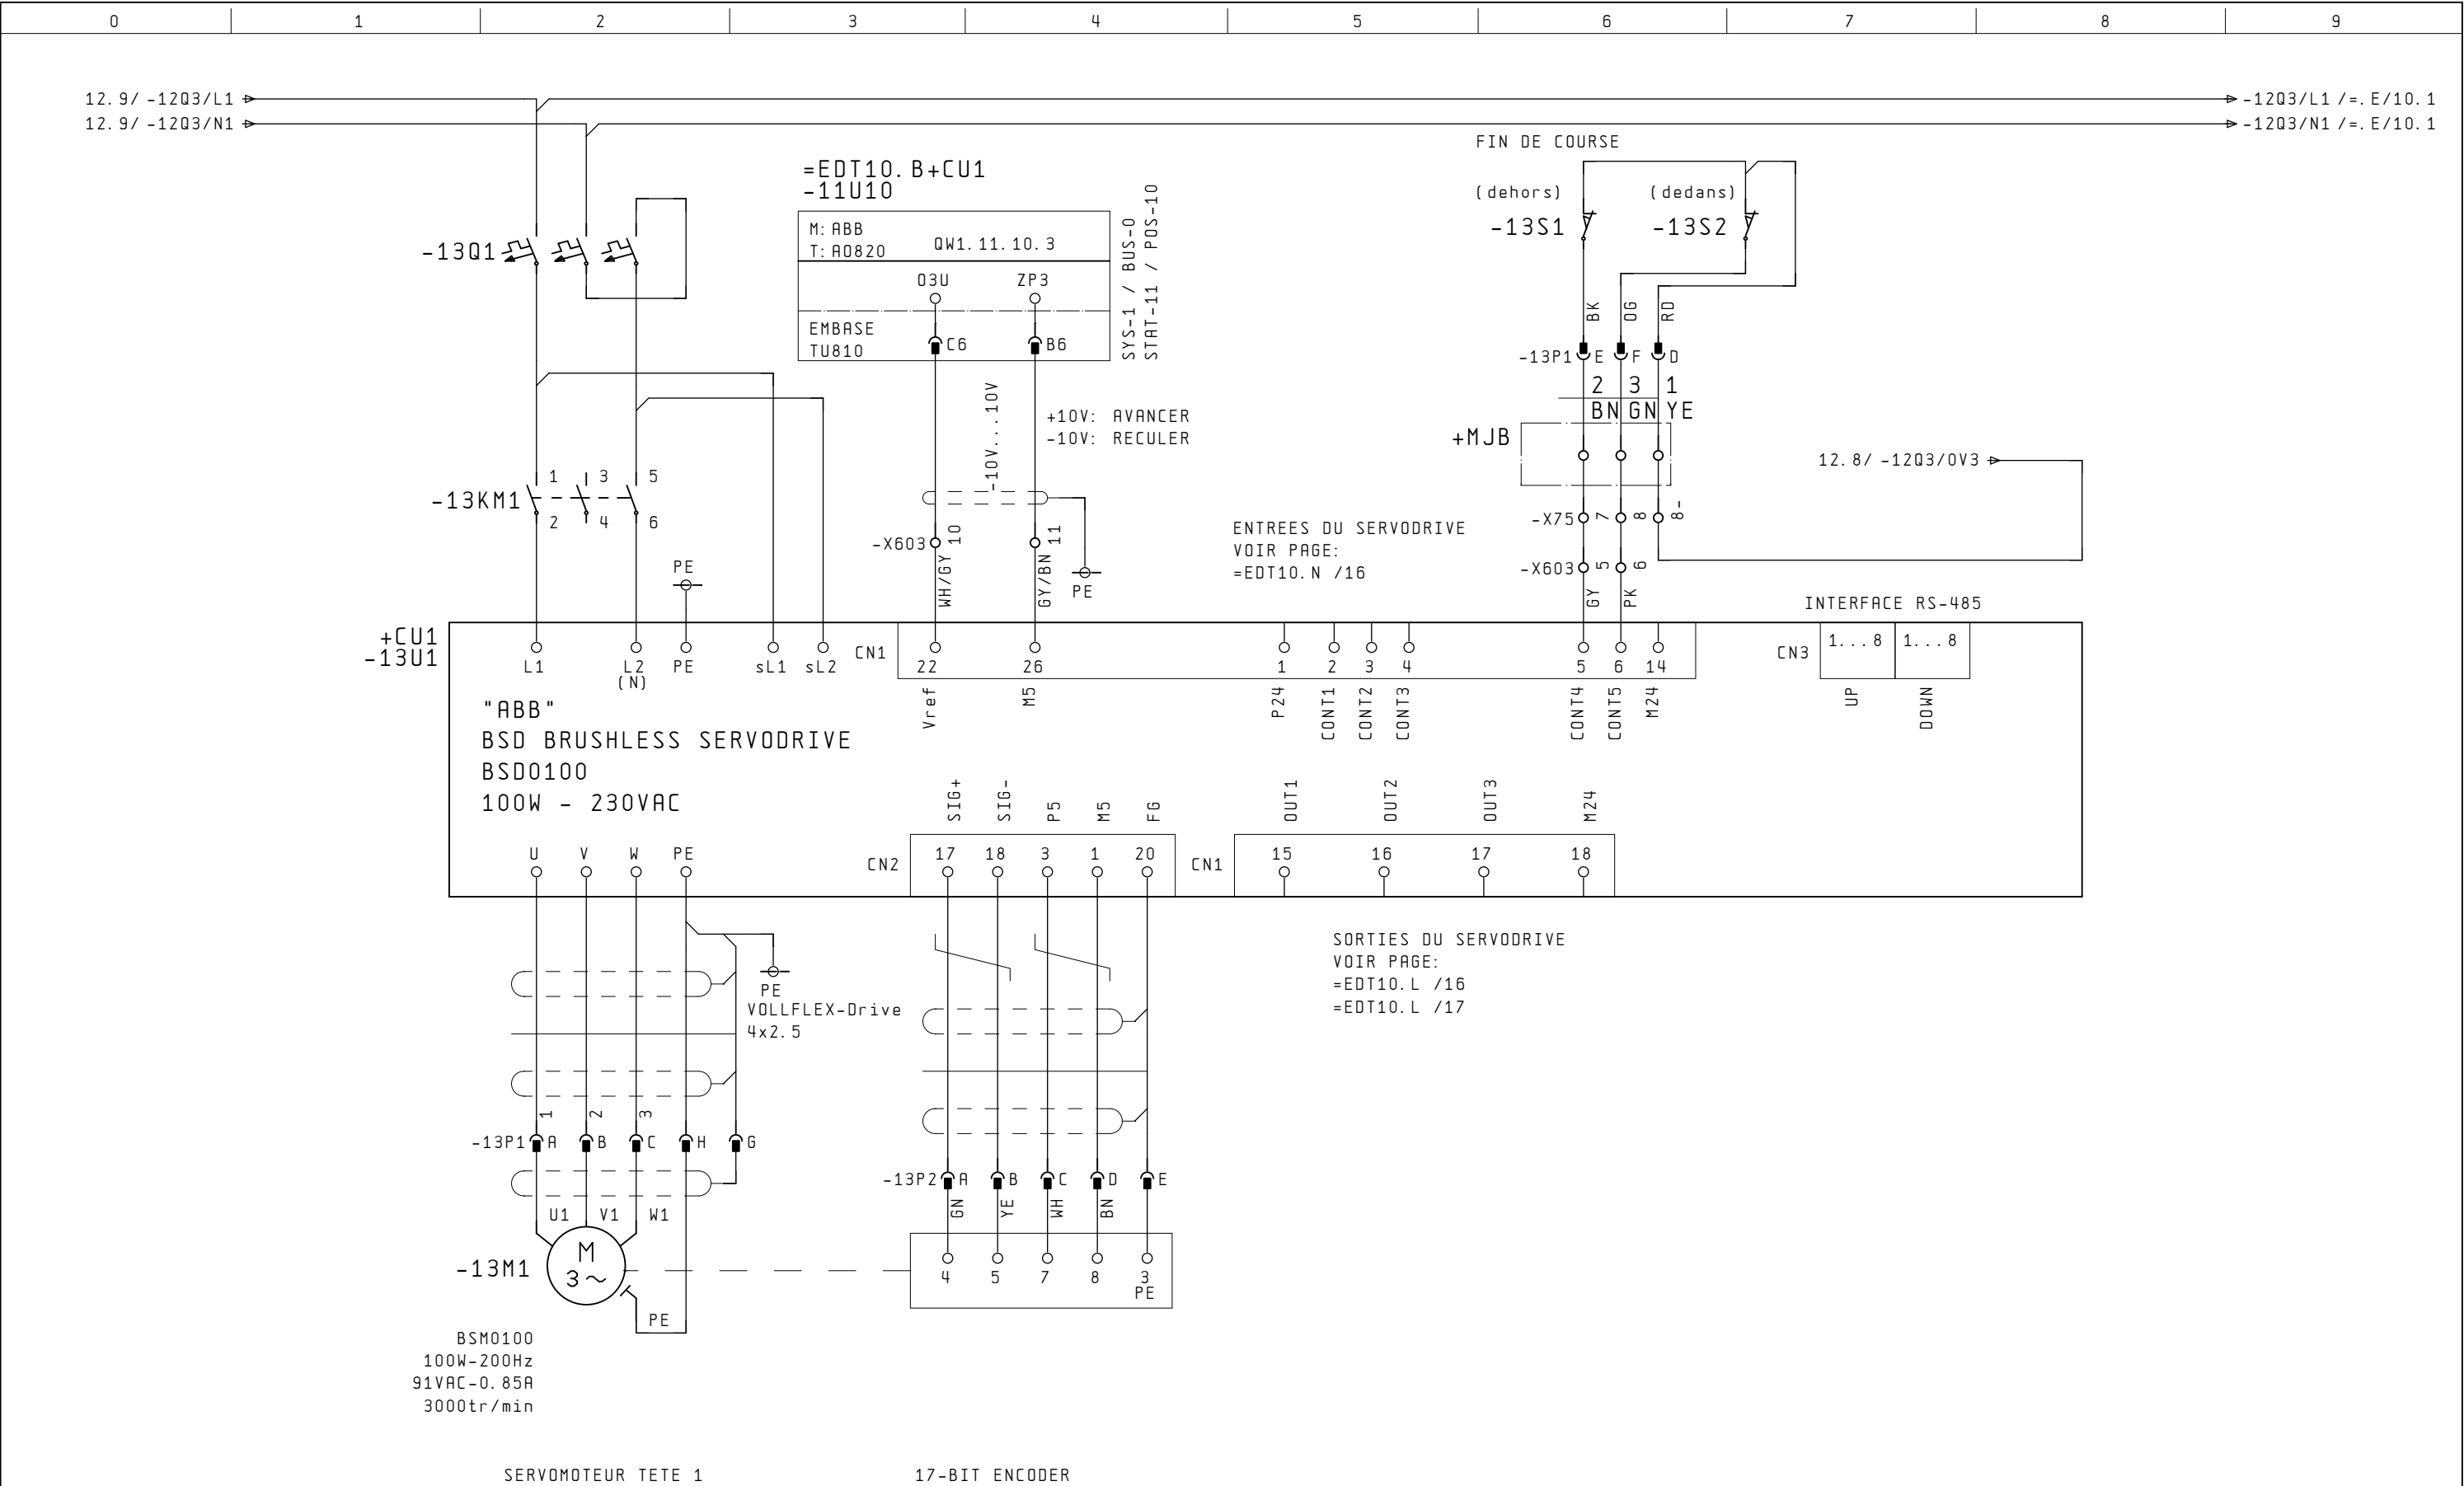 0 1 2 3 4 5 6 7 8 9
12.9/ -12Q3/L1
-12Q3/L1 /=.E/10.1
12.9/ -12Q3/N1
-12Q3/N1 /=.E/10.1
FIN DE COURSE
=EDT10.B+CU1
-11U10
(dehors)
(dedans)
-13S1
-13S2
M: ABB
T: AO820
QW1.11.10.3
SYS-1 / BUS-0
STAT-11 / POS-10
-13Q1
O3U
ZP3
EMBASE
TU810
C6
B6
BK
OG
RD
-13P1 E F D
2 3 1
BN GN YE
-10V...10V
+10V: AVANCER
-10V: RECULER
+MJB
12.8/ -12Q3/0V3
-13KM1
1 3 5
2 4 6
-X603
10
11
-X75
7
8
8-
ENTREES DU SERVODRIVE
VOIR PAGE:
=EDT10.N /16
-X603
5
6
PE
WH/GY
GY/BN
PE
GY
PK
INTERFACE RS-485
+CU1
-13U1
L1
L2
(N)
PE
sL1
sL2
CN1
22
26
1
2
3
4
5
6
14
CN3
1...8
1...8
Vref
M5
P24
CONT1
CONT2
CONT3
CONT4
CONT5
M24
UP
DOWN
"ABB"
BSD BRUSHLESS SERVODRIVE
BSD0100
100W - 230VAC
SIG+
SIG-
P5
M5
FG
OUT1
OUT2
OUT3
M24
U V W PE
CN2
17 18 3 1 20
CN1
15 16 17 18
SORTIES DU SERVODRIVE
VOIR PAGE:
=EDT10.L /16
=EDT10.L /17
PE
VOLLFLEX-Drive
4x2.5
1
2
3
-13P1 A B C H G
-13P2 A B C D E
GN
YE
WH
BN
U1 V1 W1
-13M1
M
3~
4 5 7 8 3
PE
PE
BSM0100
100W-200Hz
91VAC-0.85A
3000tr/min
SERVOMOTEUR TETE 1
17-BIT ENCODER